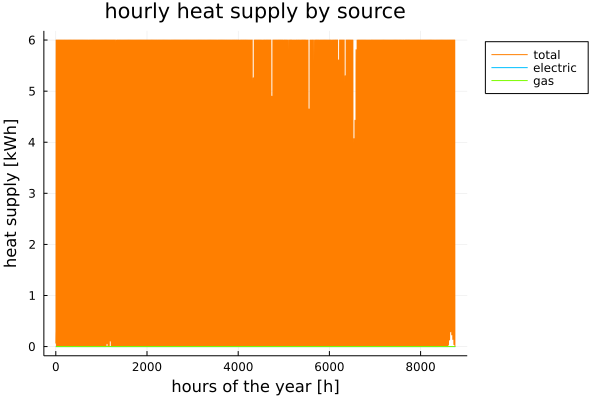 hourly heat supply by source
heat supply [kWh]
6
5
4
3
2
1
0
0 2000 4000 6000 8000
hours of the year [h]
total
electric
gas